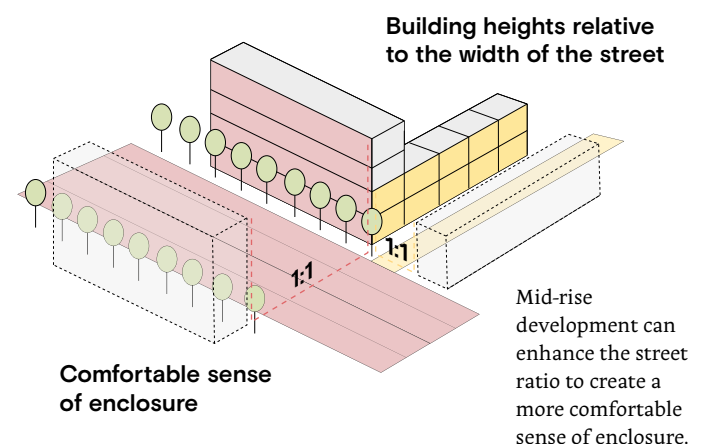 Building heights relative
to the width of the street
1:1
1:1
Comfortable sense
of enclosure
Mid-rise
development can
enhance the street
ratio to create a
more comfortable
sense of enclosure.